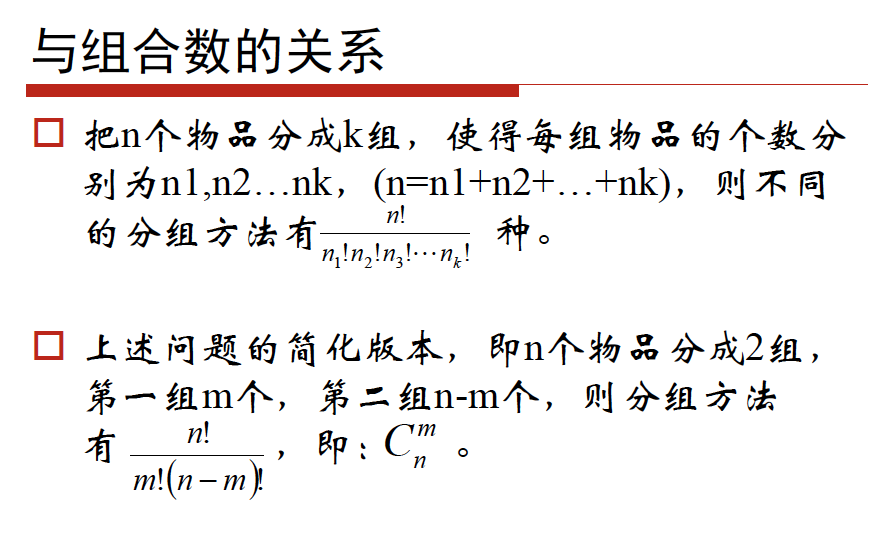 与组合数的关系
把n个物品分成k组，使得每组物品的个数分
别为n1,n2…nk，(n=n1+n2+…+nk)，则不同
的分组方法有 $\frac{n!}{n_1!n_2!n_3!\cdots n_k!}$ 种。
上述问题的简化版本，即n个物品分成2组，
第一组m个，第二组n-m个，则分组方法
有 $\frac{n!}{m!(n-m)!}$ ，即：$C_n^m$ 。